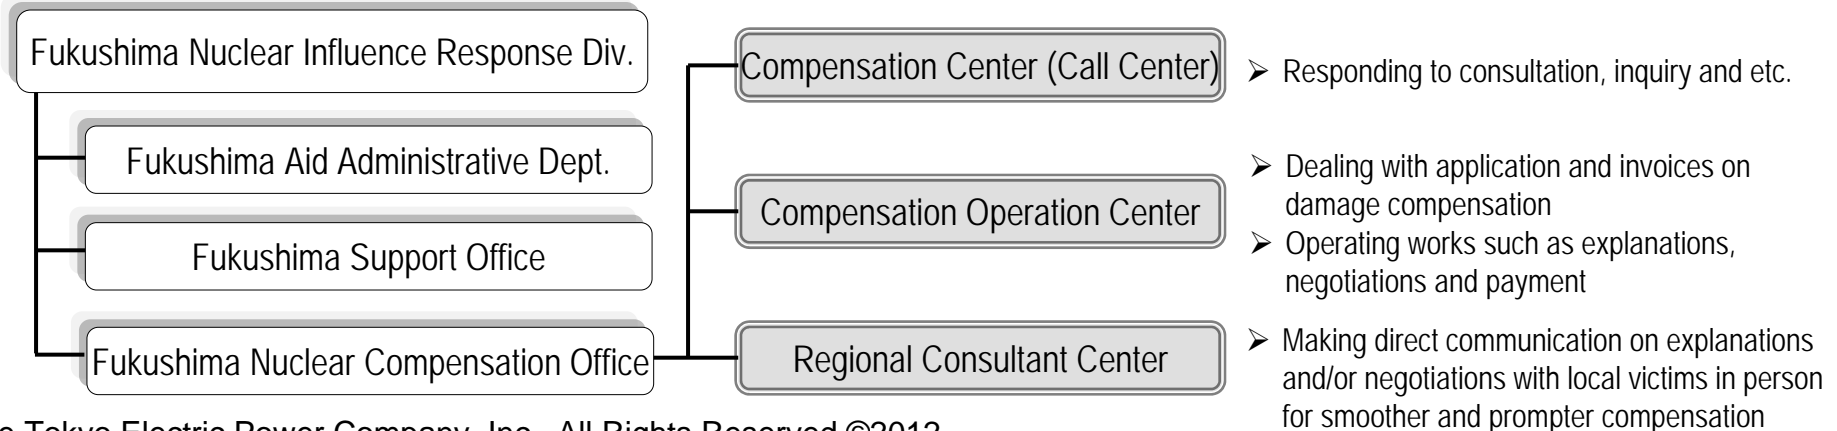 Fukushima Nuclear Influence Response Div.
Fukushima Aid Administrative Dept.
Fukushima Support Office
Fukushima Nuclear Compensation Office
Compensation Center (Call Center)
➢ Responding to consultation, inquiry and etc.
Compensation Operation Center
➢ Dealing with application and invoices on
damage compensation
➢ Operating works such as explanations,
negotiations and payment
Regional Consultant Center
➢ Making direct communication on explanations
and/or negotiations with local victims in person
for smoother and prompter compensation
Tokyo Electric Power Company, Inc. All Rights Reserved ©2012